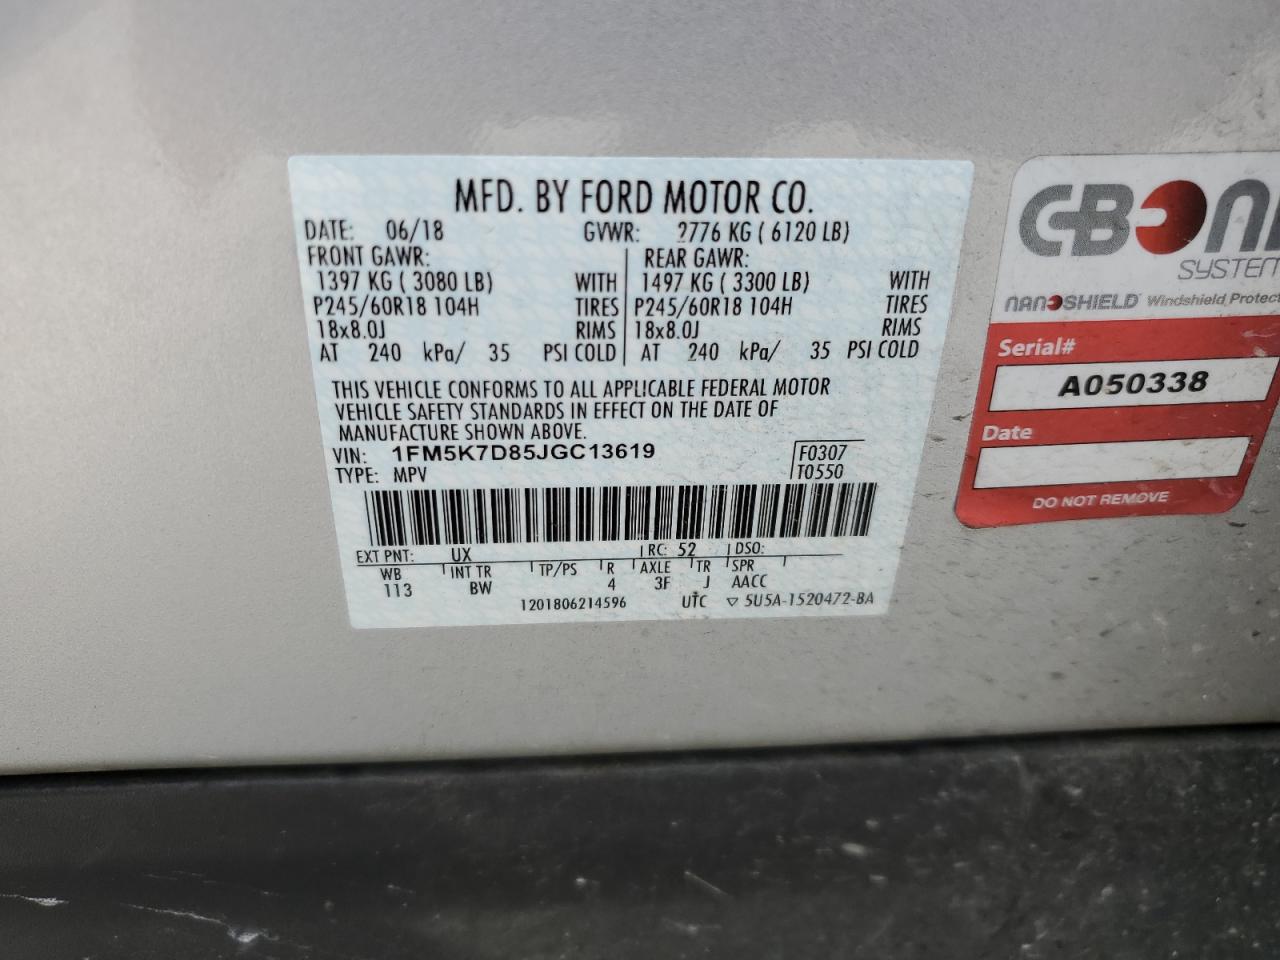 MFD. BY FORD MOTOR CO.
DATE: 06/18 GVWR: 2776 KG ( 6120 LB)
FRONT GAWR: REAR GAWR:
1397 KG ( 3080 LB) WITH 1497 KG ( 3300 LB) WITH
P245/60R18 104H TIRES P245/60R18 104H TIRES
18x8.0J RIMS 18x8.0J RIMS
AT 240 kPa/ 35 PSI COLD AT 240 kPa/ 35 PSI COLD
THIS VEHICLE CONFORMS TO ALL APPLICABLE FEDERAL MOTOR
VEHICLE SAFETY STANDARDS IN EFFECT ON THE DATE OF
MANUFACTURE SHOWN ABOVE.
VIN: 1FM5K7D85JGC13619 F0307
TYPE: MPV T0550
EXT PNT: UX RC: 52 DSO:
WB INT TR TP/PS R AXLE TR SPR
113 BW 4 3F J AACC
1201806214596 UTC ▽ 5U5A-1520472-BA
CBOND
SYSTEM
NANOSHIELD Windshield Protect
Serial#
A050338
Date
DO NOT REMOVE